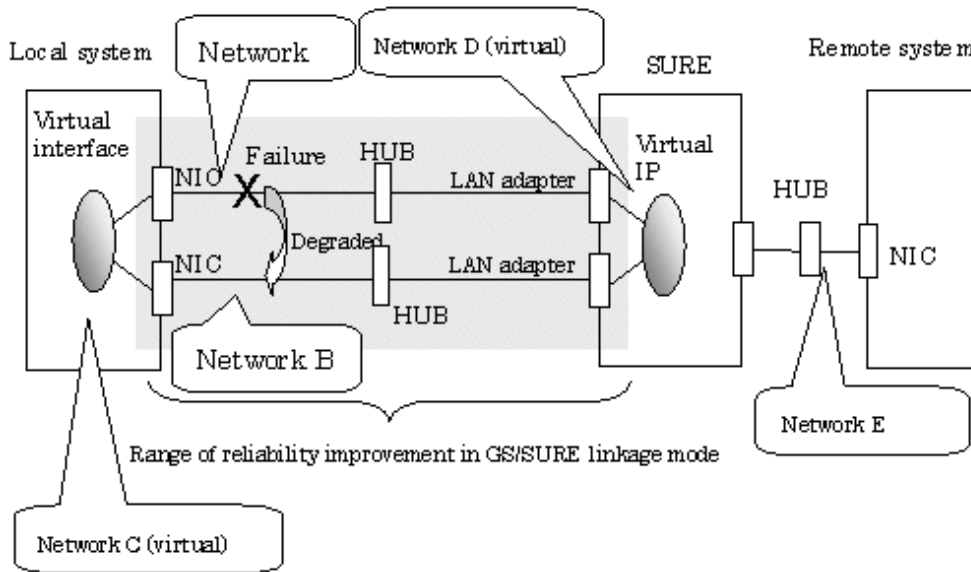 Local system
Network
Network D (virtual)
SURE
Remote system
Virtual
interface
NIC
Failure
HUB
LAN adapter
Virtual
IP
HUB
X
Degraded
NIC
LAN adapter
NIC
HUB
Network B
Network E
Range of reliability improvement in GS/SURE linkage mode
Network C (virtual)